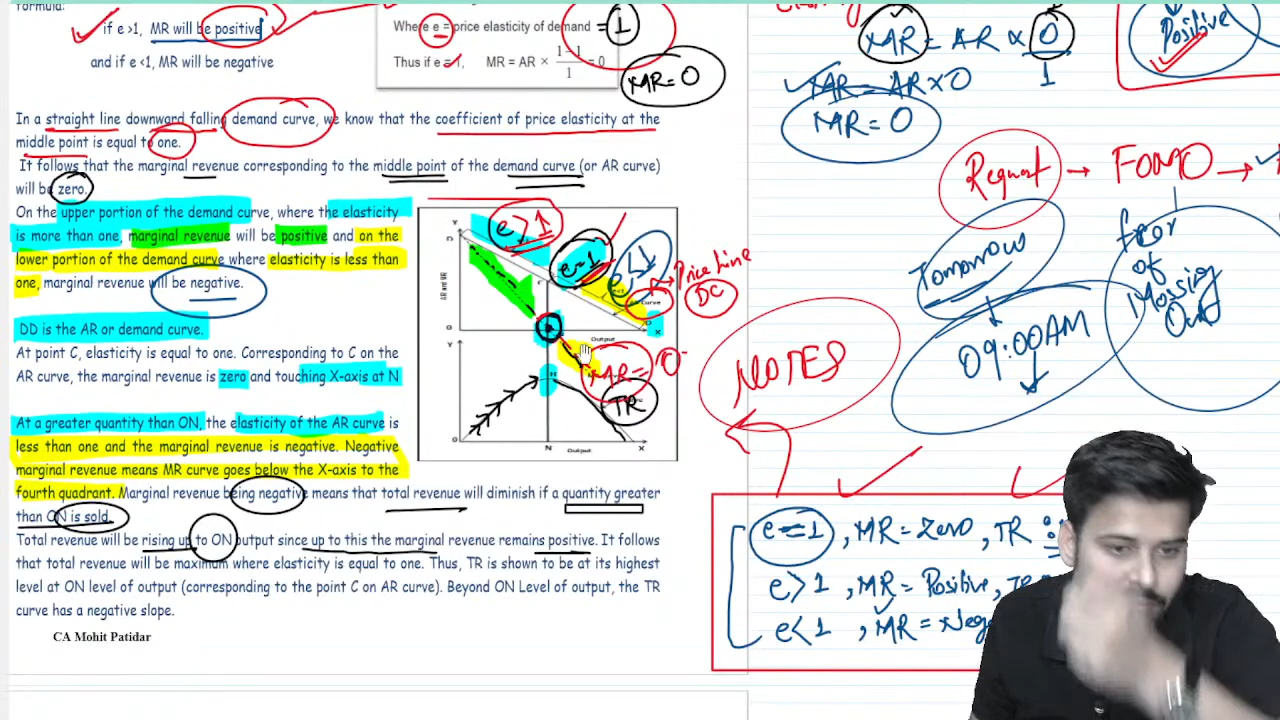 formula:
if e >1, MR will be positive
and if e <1, MR will be negative
Where e = price elasticity of demand = 1
Thus if e = 1, MR = AR × 1-1/1 = 0
MR=0
MR = AR × 0/1
MR = AR × 0
MR = 0
Positive
In a straight line downward falling demand curve, we know that the coefficient of price elasticity at the
middle point is equal to one.
It follows that the marginal revenue corresponding to the middle point of the demand curve (or AR curve)
will be zero.
On the upper portion of the demand curve, where the elasticity
is more than one, marginal revenue will be positive and on the
lower portion of the demand curve where elasticity is less than
one, marginal revenue will be negative.
DD is the AR or demand curve.
At point C, elasticity is equal to one. Corresponding to C on the
AR curve, the marginal revenue is zero and touching X-axis at N
At a greater quantity than ON, the elasticity of the AR curve is
less than one and the marginal revenue is negative. Negative
marginal revenue means MR curve goes below the X-axis to the
fourth quadrant. Marginal revenue being negative means that total revenue will diminish if a quantity greater
than ON is sold.
Total revenue will be rising up to ON output since up to this the marginal revenue remains positive. It follows
that total revenue will be maximum where elasticity is equal to one. Thus, TR is shown to be at its highest
level at ON level of output (corresponding to the point C on AR curve). Beyond ON Level of output, the TR
curve has a negative slope.
CA Mohit Patidar
Y
D
e>1
e=1
e<1
AR and MR
Curve
D
X
Output
Y
MR=
TR
N
X
Output
Price Line
DC
Request → FOMO →
Tomorrow
09:00AM
fear
of
Missing
Out
NOTES
e=1, MR = Zero, TR
e>1, MR = Positive,
e<1, MR =